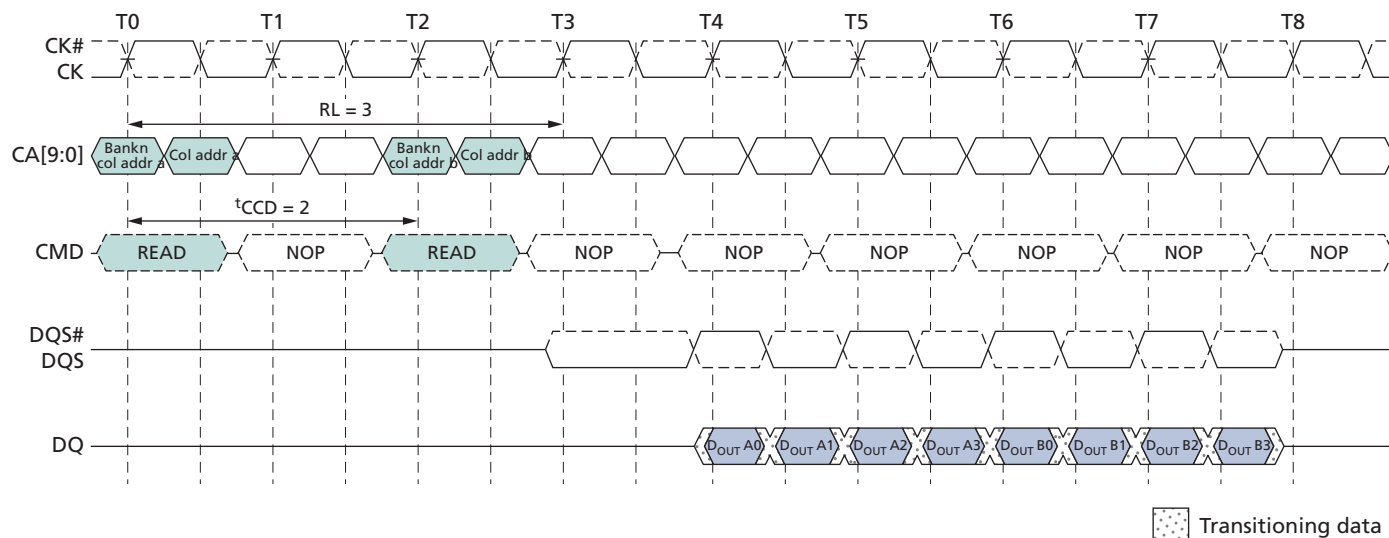 T0 T1 T2 T3 T4 T5 T6 T7 T8
CK#
CK
RL = 3
CA[9:0]
Bankn
col addr a
Col addr a
Bankn
col addr b
Col addr b
tCCD = 2
CMD READ NOP READ NOP NOP NOP NOP NOP NOP
DQS#
DQS
DQ DOUT A0 DOUT A1 DOUT A2 DOUT A3 DOUT B0 DOUT B1 DOUT B2 DOUT B3
Transitioning data